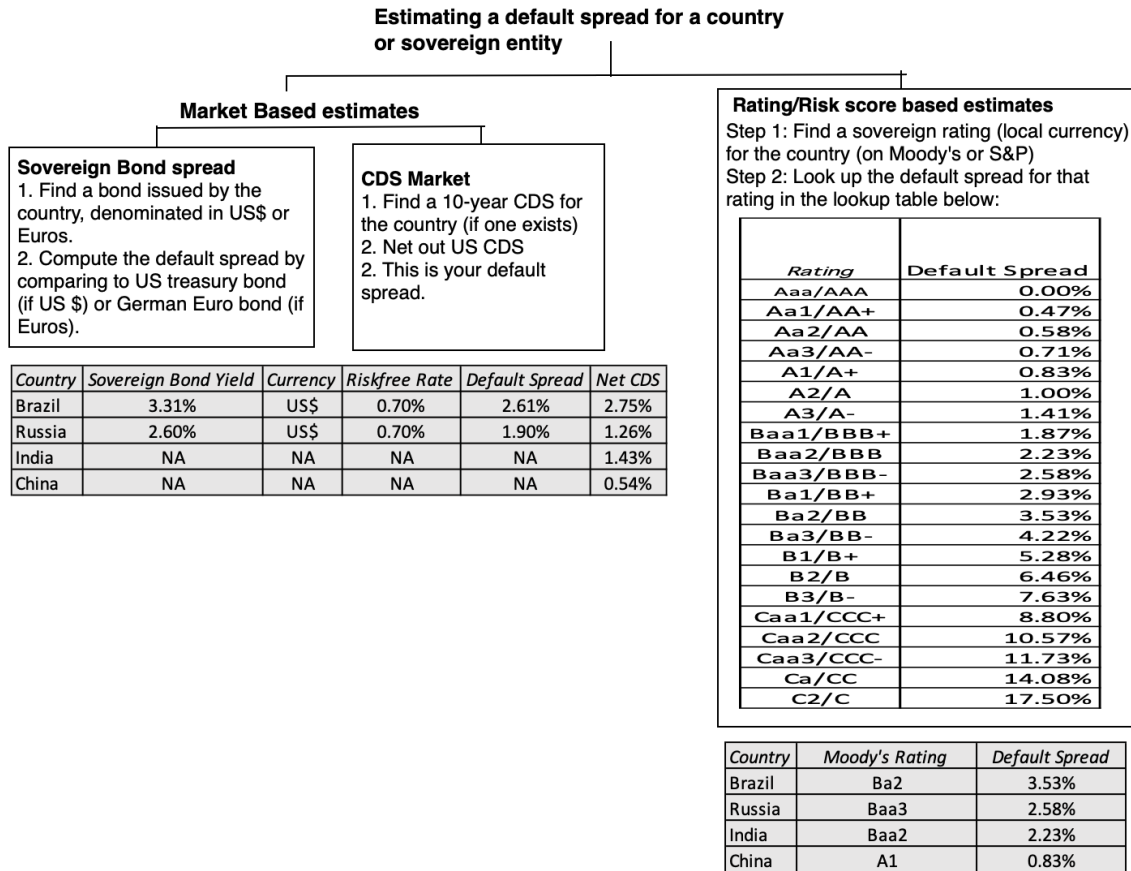 Estimating a default spread for a country
or sovereign entity
Market Based estimates
Sovereign Bond spread
1. Find a bond issued by the
country, denominated in US$ or
Euros.
2. Compute the default spread by
comparing to US treasury bond
(if US $) or German Euro bond (if
Euros).
CDS Market
1. Find a 10-year CDS for
the country (if one exists)
2. Net out US CDS
2. This is your default
spread.
Country Sovereign Bond Yield Currency Riskfree Rate Default Spread Net CDS
Brazil 3.31% US$ 0.70% 2.61% 2.75%
Russia 2.60% US$ 0.70% 1.90% 1.26%
India NA NA NA NA 1.43%
China NA NA NA NA 0.54%
Rating/Risk score based estimates
Step 1: Find a sovereign rating (local currency)
for the country (on Moody's or S&P)
Step 2: Look up the default spread for that
rating in the lookup table below:
Rating Default Spread
Aaa/AAA 0.00%
Aa1/AA+ 0.47%
Aa2/AA 0.58%
Aa3/AA- 0.71%
A1/A+ 0.83%
A2/A 1.00%
A3/A- 1.41%
Baa1/BBB+ 1.87%
Baa2/BBB 2.23%
Baa3/BBB- 2.58%
Ba1/BB+ 2.93%
Ba2/BB 3.53%
Ba3/BB- 4.22%
B1/B+ 5.28%
B2/B 6.46%
B3/B- 7.63%
Caa1/CCC+ 8.80%
Caa2/CCC 10.57%
Caa3/CCC- 11.73%
Ca/CC 14.08%
C2/C 17.50%
Country Moody's Rating Default Spread
Brazil Ba2 3.53%
Russia Baa3 2.58%
India Baa2 2.23%
China A1 0.83%